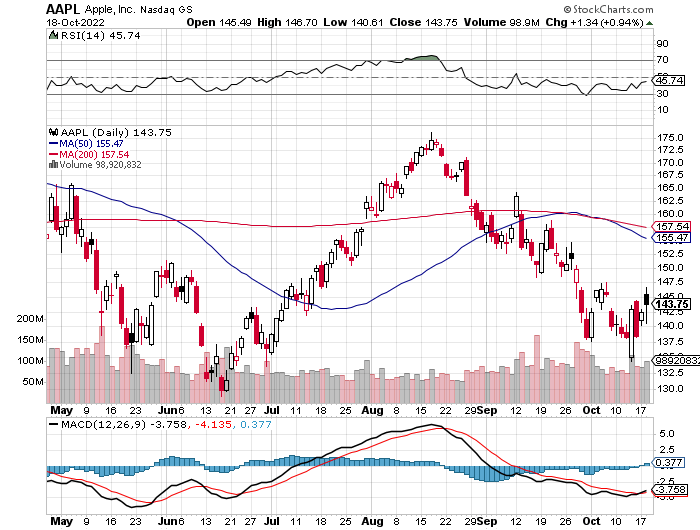 AAPL Apple, Inc. Nasdaq GS © StockCharts.com
18-Oct-2022 Open 145.49 High 146.70 Low 140.61 Close 143.75 Volume 98.9M Chg +1.34 (+0.94%)
RSI(14) 45.74
90
70
50
45.74
30
10
AAPL (Daily) 143.75
MA(50) 155.47
MA(200) 157.54
Volume 98,920,832
175.0
172.5
170.0
167.5
165.0
162.5
160.0
157.54
155.47
152.5
150.0
147.5
145.0
143.75
140.0
137.5
98920832
132.5
130.0
200M
150M
100M
50M
May 9 16 23 Jun 6 13 21 27 Jul 11 18 25 Aug 8 15 22 29 Sep 12 19 26 Oct 10 17
MACD(12,26,9) -3.758, -4.135, 0.377
5.0
2.5
0.377
-3.758
May 9 16 23 Jun 6 13 21 27 Jul 11 18 25 Aug 8 15 22 29 Sep 12 19 26 Oct 10 17